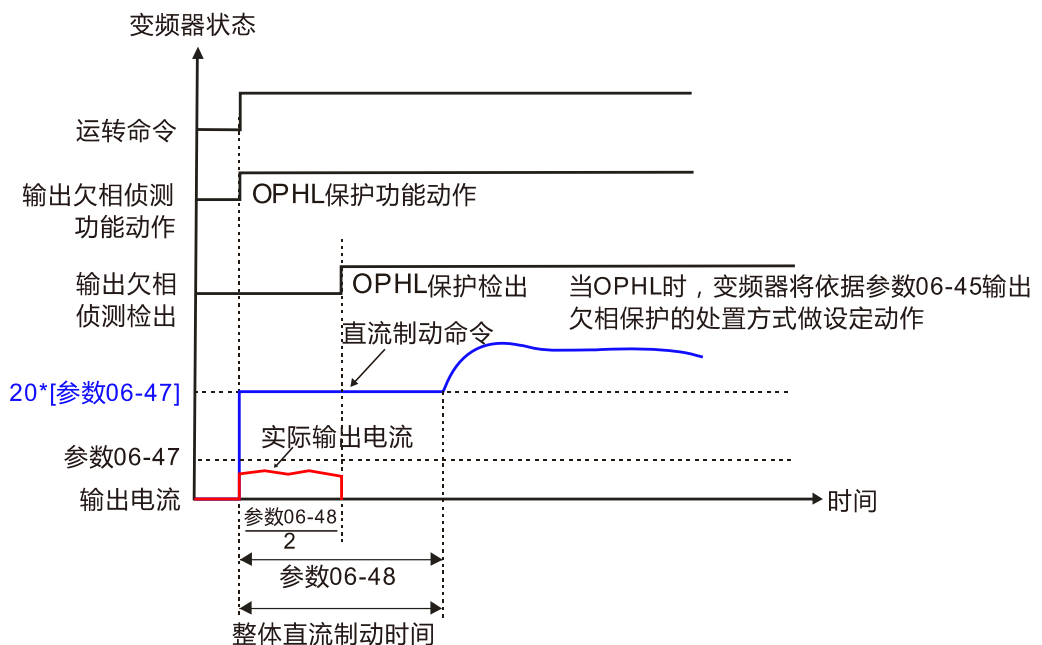 变频器状态
运转命令
输出欠相侦测
功能动作
OPHL保护功能动作
输出欠相
侦测检出
OPHL保护检出
当OPHL时，变频器将依据参数06-45输出
欠相保护的处置方式做设定动作
直流制动命令
20*[参数06-47]
实际输出电流
参数06-47
输出电流
时间
参数06-48
2
参数06-48
整体直流制动时间